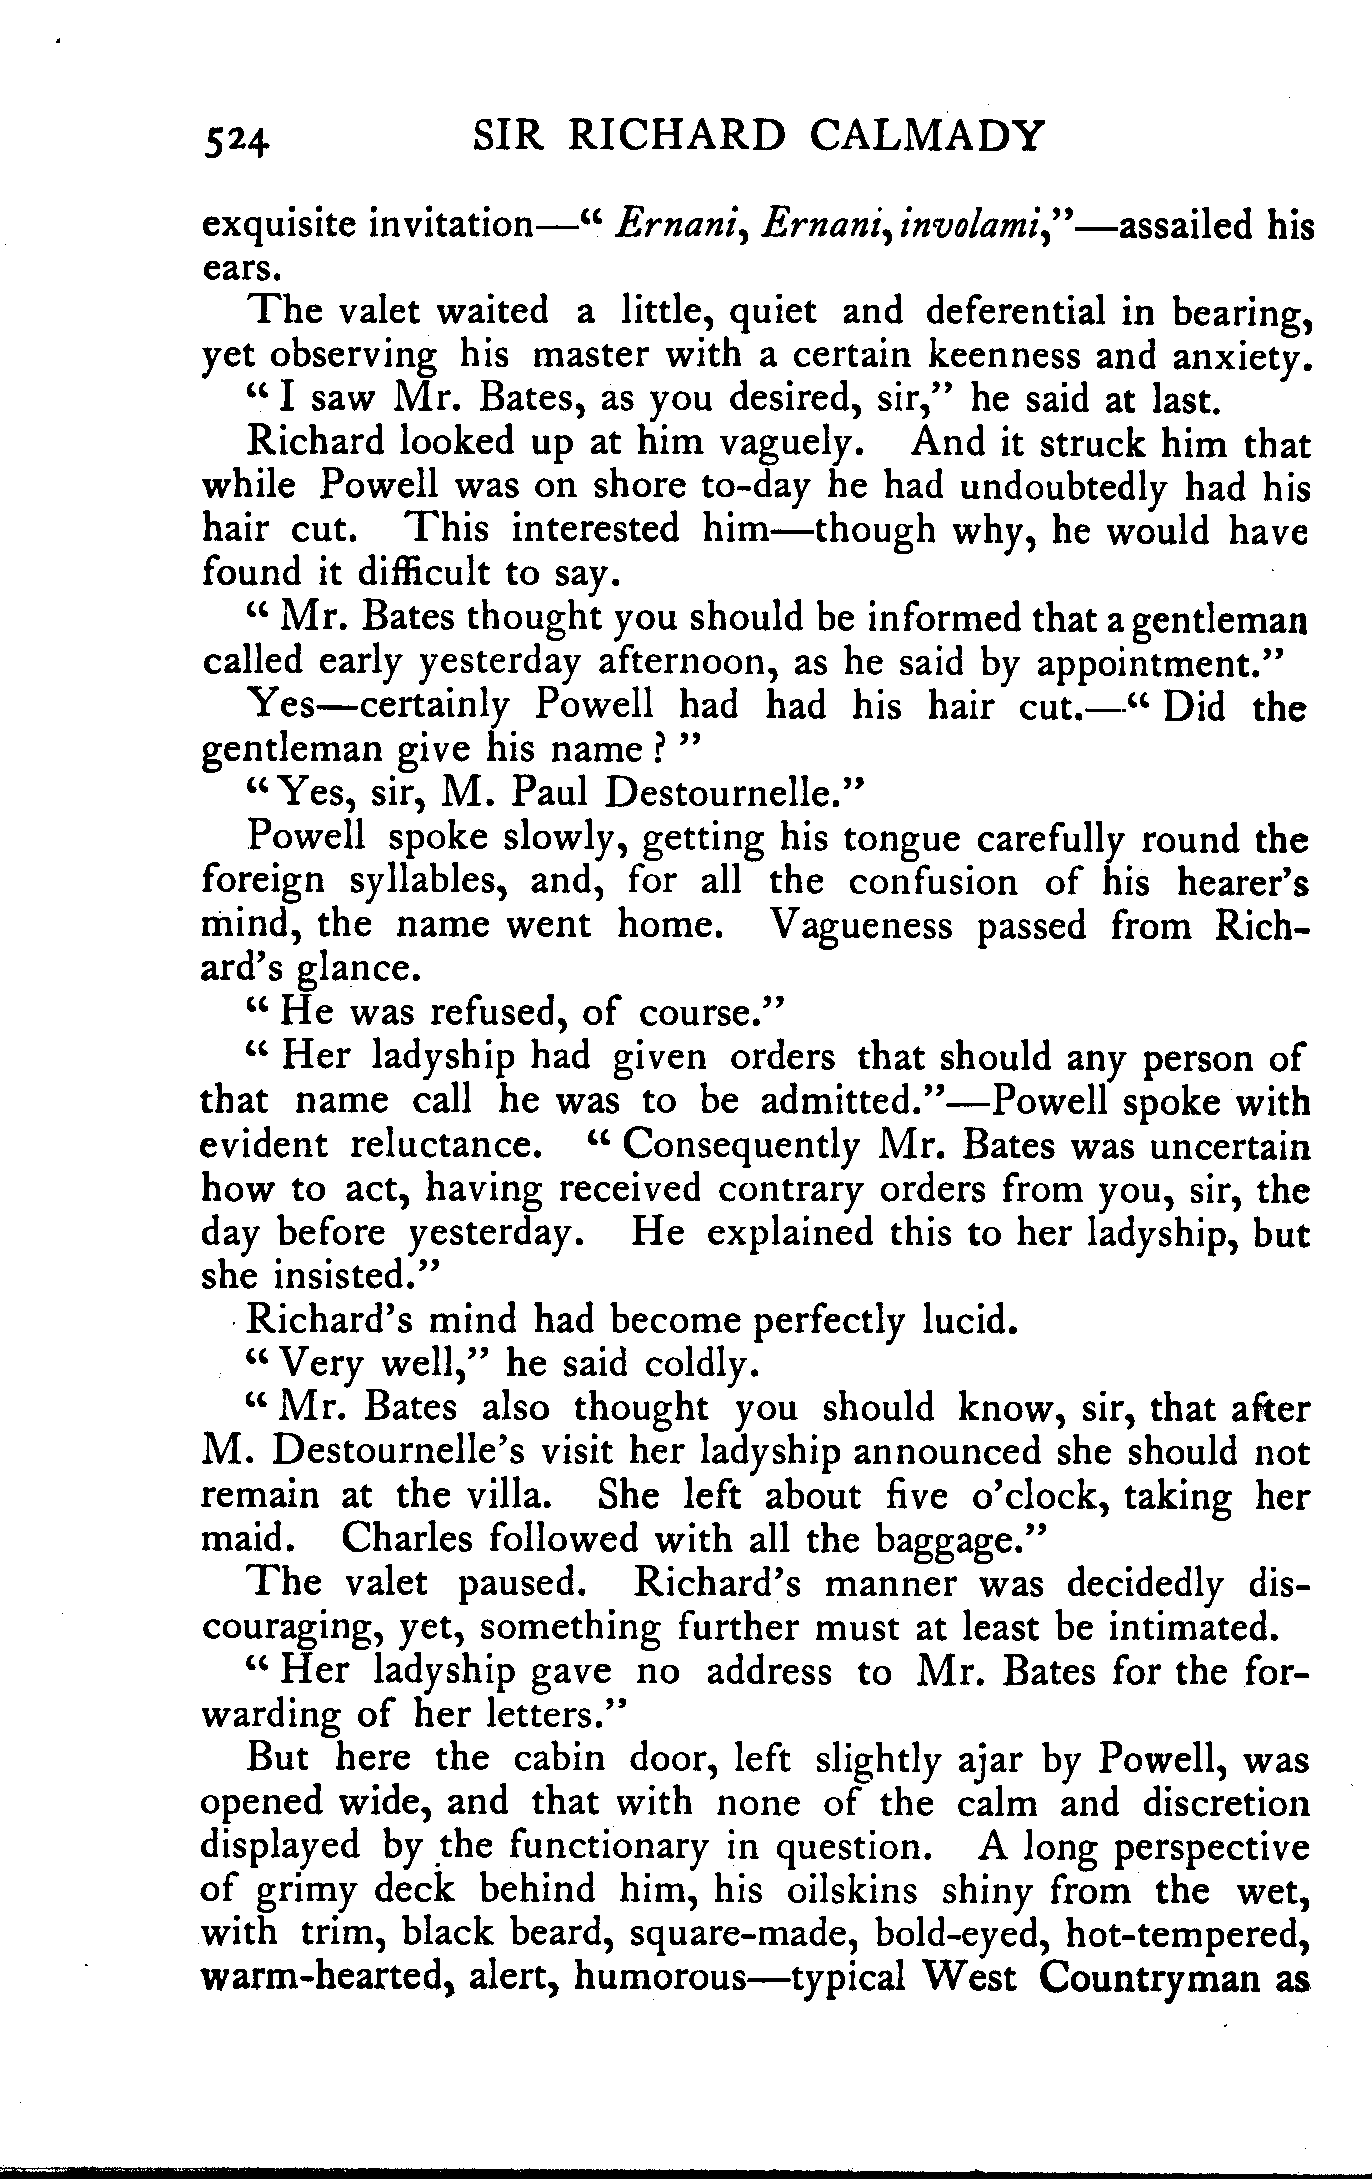 524 SIR RICHARD CALMADY
exquisite invitation—“ Ernani, Ernani, involami,”—assailed his
ears.
The valet waited a little, quiet and deferential in bearing,
yet observing his master with a certain keenness and anxiety.
“ I saw Mr. Bates, as you desired, sir,” he said at last.
Richard looked up at him vaguely. And it struck him that
while Powell was on shore to-day he had undoubtedly had his
hair cut. This interested him—though why, he would have
found it difficult to say.
“ Mr. Bates thought you should be informed that a gentleman
called early yesterday afternoon, as he said by appointment.”
Yes—certainly Powell had had his hair cut.—“ Did the
gentleman give his name ? ”
“ Yes, sir, M. Paul Destournelle.”
Powell spoke slowly, getting his tongue carefully round the
foreign syllables, and, for all the confusion of his hearer’s
mind, the name went home. Vagueness passed from Rich-
ard’s glance.
“ He was refused, of course.”
“ Her ladyship had given orders that should any person of
that name call he was to be admitted.”—Powell spoke with
evident reluctance. “ Consequently Mr. Bates was uncertain
how to act, having received contrary orders from you, sir, the
day before yesterday. He explained this to her ladyship, but
she insisted.”
Richard’s mind had become perfectly lucid.
“ Very well,” he said coldly.
“ Mr. Bates also thought you should know, sir, that after
M. Destournelle’s visit her ladyship announced she should not
remain at the villa. She left about five o’clock, taking her
maid. Charles followed with all the baggage.”
The valet paused. Richard’s manner was decidedly dis-
couraging, yet, something further must at least be intimated.
“ Her ladyship gave no address to Mr. Bates for the for-
warding of her letters.”
But here the cabin door, left slightly ajar by Powell, was
opened wide, and that with none of the calm and discretion
displayed by the functionary in question. A long perspective
of grimy deck behind him, his oilskins shiny from the wet,
with trim, black beard, square-made, bold-eyed, hot-tempered,
warm-hearted, alert, humorous—typical West Countryman as